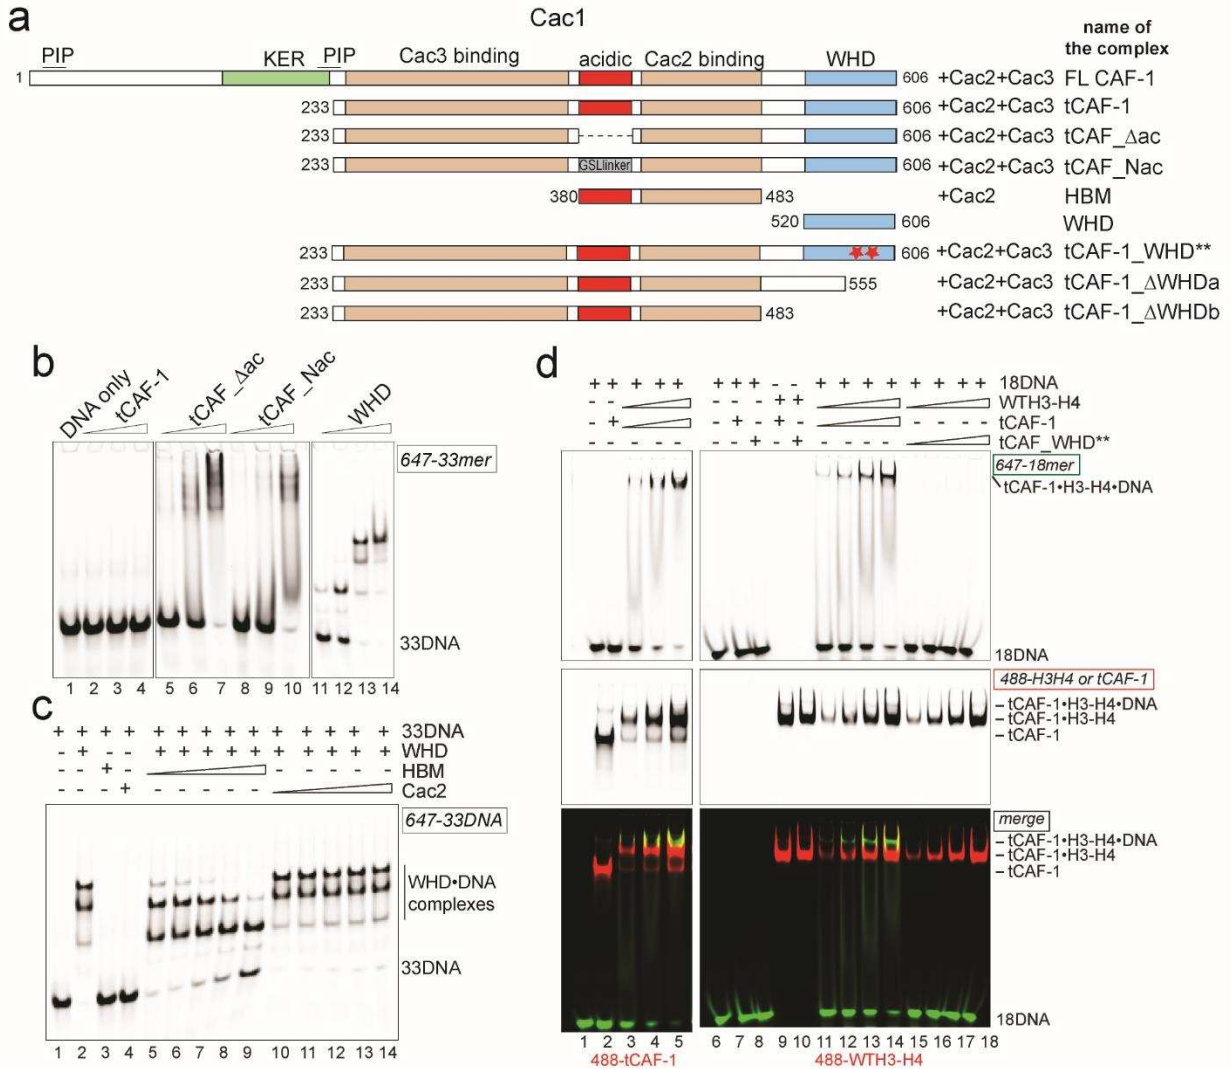 a
Cac1
name of
the complex
PIP KER PIP Cac3 binding acidic Cac2 binding WHD
1 606 +Cac2+Cac3 FL CAF-1
233 606 +Cac2+Cac3 tCAF-1
233 606 +Cac2+Cac3 tCAF_Δac
233 GSLlinker 606 +Cac2+Cac3 tCAF_Nac
380 483 +Cac2 HBM
520 606 WHD
233 606 +Cac2+Cac3 tCAF-1_WHD**
233 555 +Cac2+Cac3 tCAF-1_ΔWHDa
233 483 +Cac2+Cac3 tCAF-1_ΔWHDb
b
DNA only tCAF-1 tCAF_Δac tCAF_Nac WHD
647-33mer
33DNA
1 2 3 4 5 6 7 8 9 10 11 12 13 14
c
+ + + + + + + + + + + + + + 33DNA
- + - - + + + + + + + + + + WHD
- - + - - - - - - HBM
- - - + - - - - - Cac2
647-33DNA
WHD•DNA
complexes
33DNA
1 2 3 4 5 6 7 8 9 10 11 12 13 14
d
+ + + + + + + + - - + + + + + + + + 18DNA
- - - - - + + WTH3-H4
- + - + - + - - - - - tCAF-1
- - - - - - - + - + - - - - tCAF_WHD**
647-18mer
tCAF-1•H3-H4•DNA
18DNA
488-H3H4 or tCAF-1
tCAF-1•H3-H4•DNA
tCAF-1•H3-H4
tCAF-1
merge
tCAF-1•H3-H4•DNA
tCAF-1•H3-H4
tCAF-1
18DNA
1 2 3 4 5 6 7 8 9 10 11 12 13 14 15 16 17 18
488-tCAF-1 488-WTH3-H4